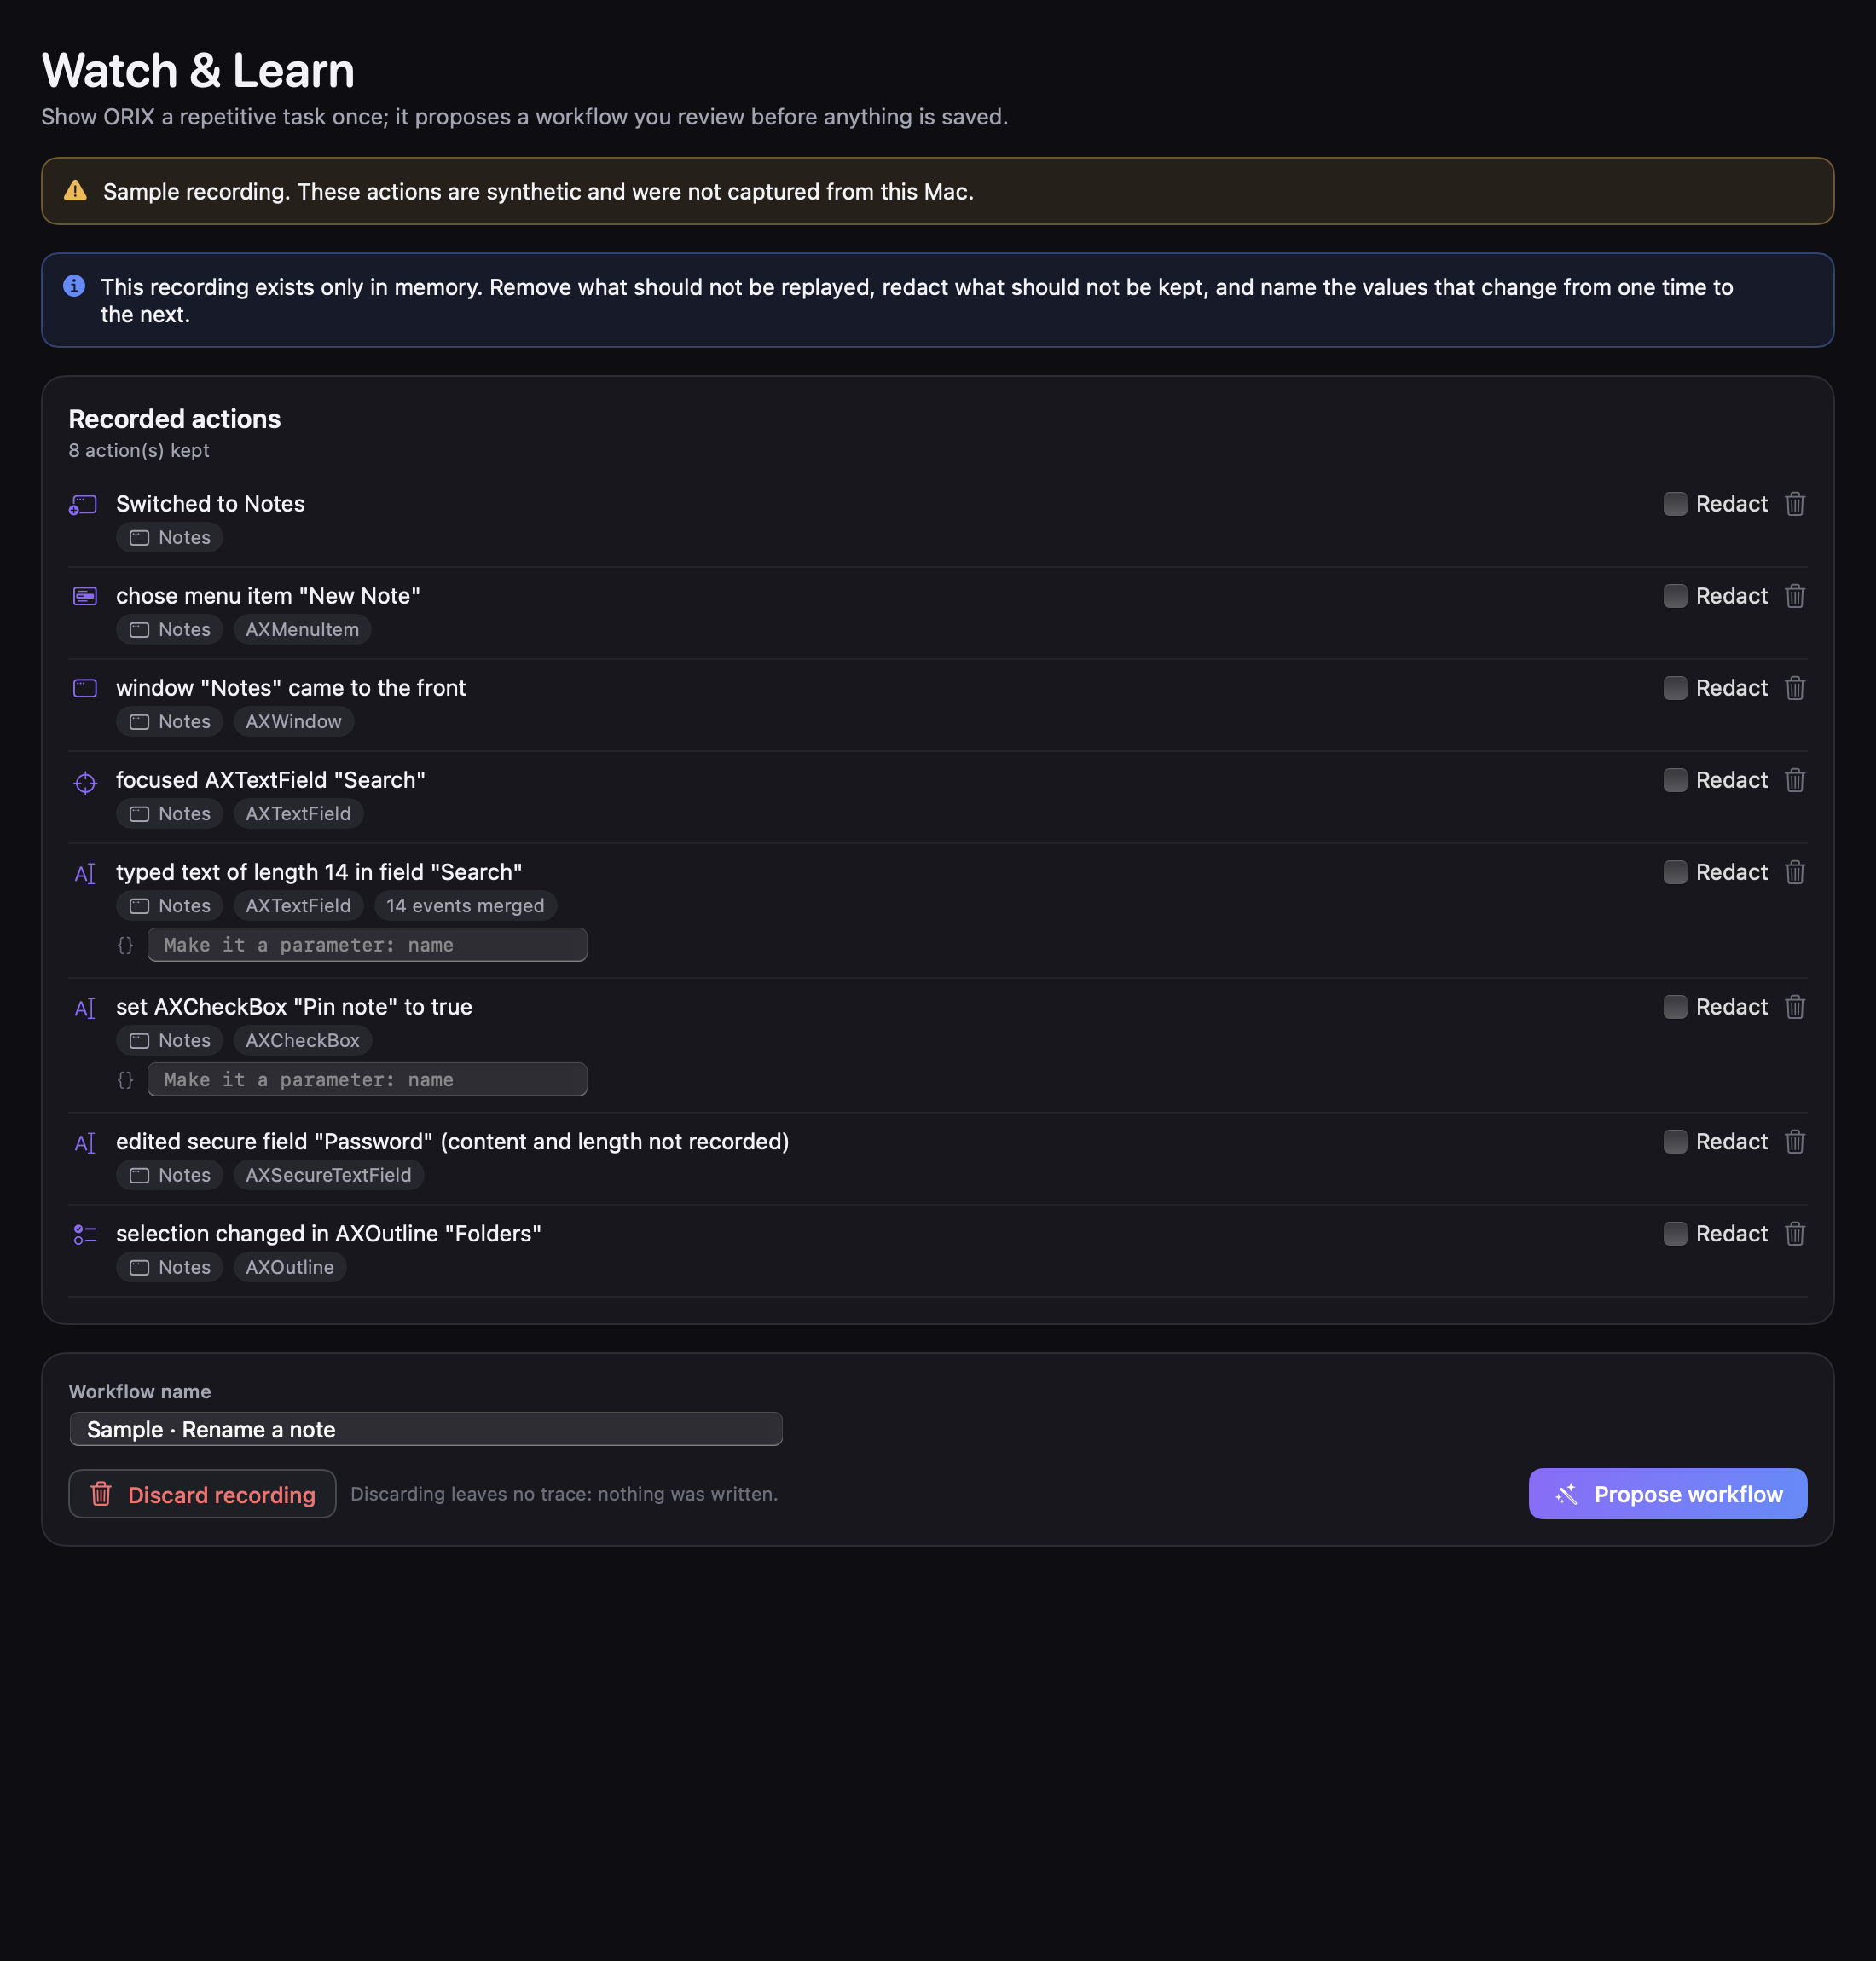 Watch & Learn
Show ORIX a repetitive task once; it proposes a workflow you review before anything is saved.
Sample recording. These actions are synthetic and were not captured from this Mac.
This recording exists only in memory. Remove what should not be replayed, redact what should not be kept, and name the values that change from one time to
the next.
Recorded actions
8 action(s) kept
Switched to Notes
Redact
Notes
chose menu item "New Note"
Redact
Notes AXMenuItem
window "Notes" came to the front
Redact
Notes AXWindow
focused AXTextField "Search"
Redact
Notes AXTextField
typed text of length 14 in field "Search"
Redact
Notes AXTextField 14 events merged
{} Make it a parameter: name
set AXCheckBox "Pin note" to true
Redact
Notes AXCheckBox
{} Make it a parameter: name
edited secure field "Password" (content and length not recorded)
Redact
Notes AXSecureTextField
selection changed in AXOutline "Folders"
Redact
Notes AXOutline
Workflow name
Sample · Rename a note
Discard recording
Discarding leaves no trace: nothing was written.
Propose workflow